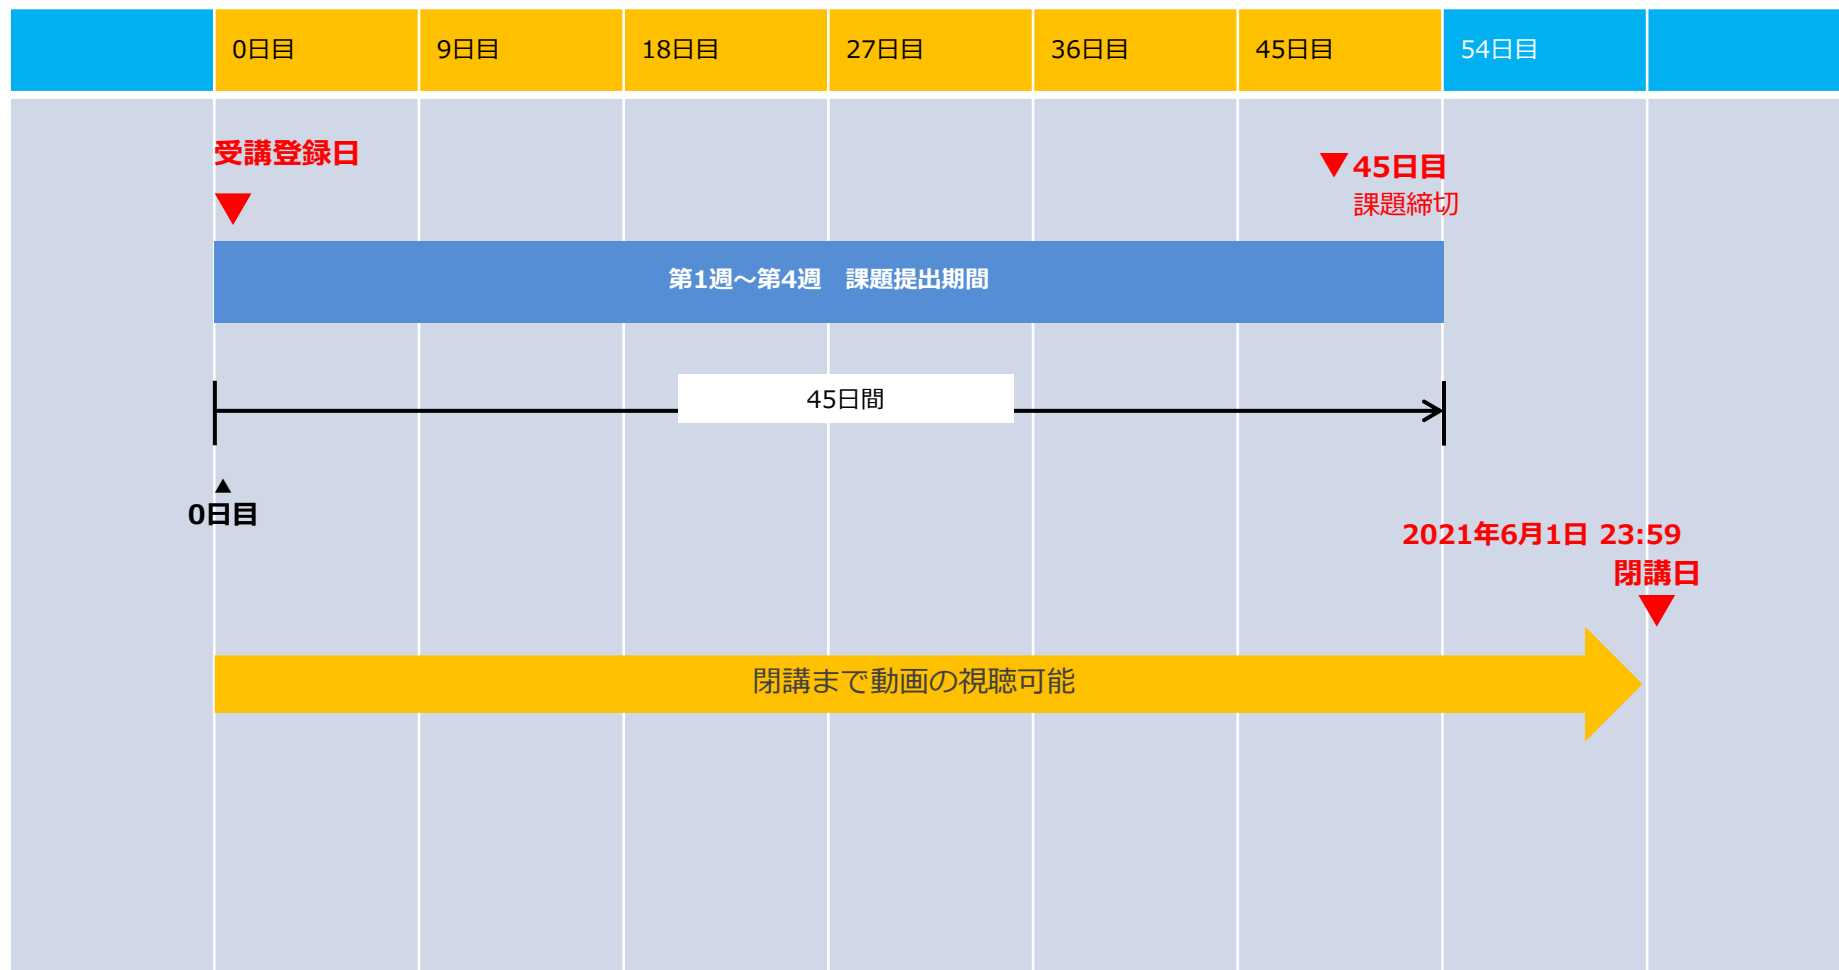 0日目
9日目
18日目
27日目
36日目
45日目
54日目
受講登録日
45日目
課題締切
第1週～第4週　課題提出期間
45日間
0日目
2021年6月1日 23:59
閉講日
閉講まで動画の視聴可能